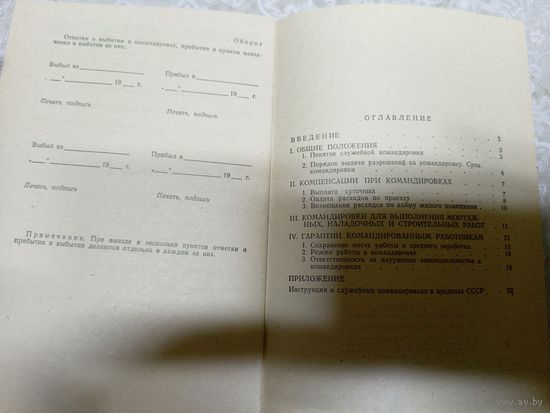 Оборот
Отметки о выбытии в командировку, прибытии в пункты назна-
чения и выбытии из них:
Выбыл из
Прибыл в
„ “ 19 г.
„ “ 19 г.
Печать, подпись
Печать, подпись
Выбыл из
Прибыл в
„ “ 19 г.
„ “ 19 г.
Печать, подпись
Печать, подпись
Примечание. При выезде в несколько пунктов отметки о
прибытии и выбытии делаются отдельно в каждом из них.
ОГЛАВЛЕНИЕ
ВВЕДЕНИЕ 3
I. ОБЩИЕ ПОЛОЖЕНИЯ 3
1. Понятие служебной командировки 3
2. Порядок выдачи разрешений на командировку. Срок
командировки 4
II. КОМПЕНСАЦИИ ПРИ КОМАНДИРОВКАХ 7
1. Выплата суточных 7
2. Оплата расходов по проезду 8
3. Возмещение расходов по найму жилого помещения 10
III. КОМАНДИРОВКИ ДЛЯ ВЫПОЛНЕНИЯ МОНТАЖ-
НЫХ, НАЛАДОЧНЫХ И СТРОИТЕЛЬНЫХ РАБОТ 11
IV. ГАРАНТИИ КОМАНДИРОВАННЫМ РАБОТНИКАМ 13
1. Сохранение места работы и среднего заработка 13
2. Режим работы в командировке 18
3. Ответственность за нарушение законодательства о
командировках 19
ПРИЛОЖЕНИЕ
Инструкция о служебных командировках в пределах СССР 22
www.ay.by